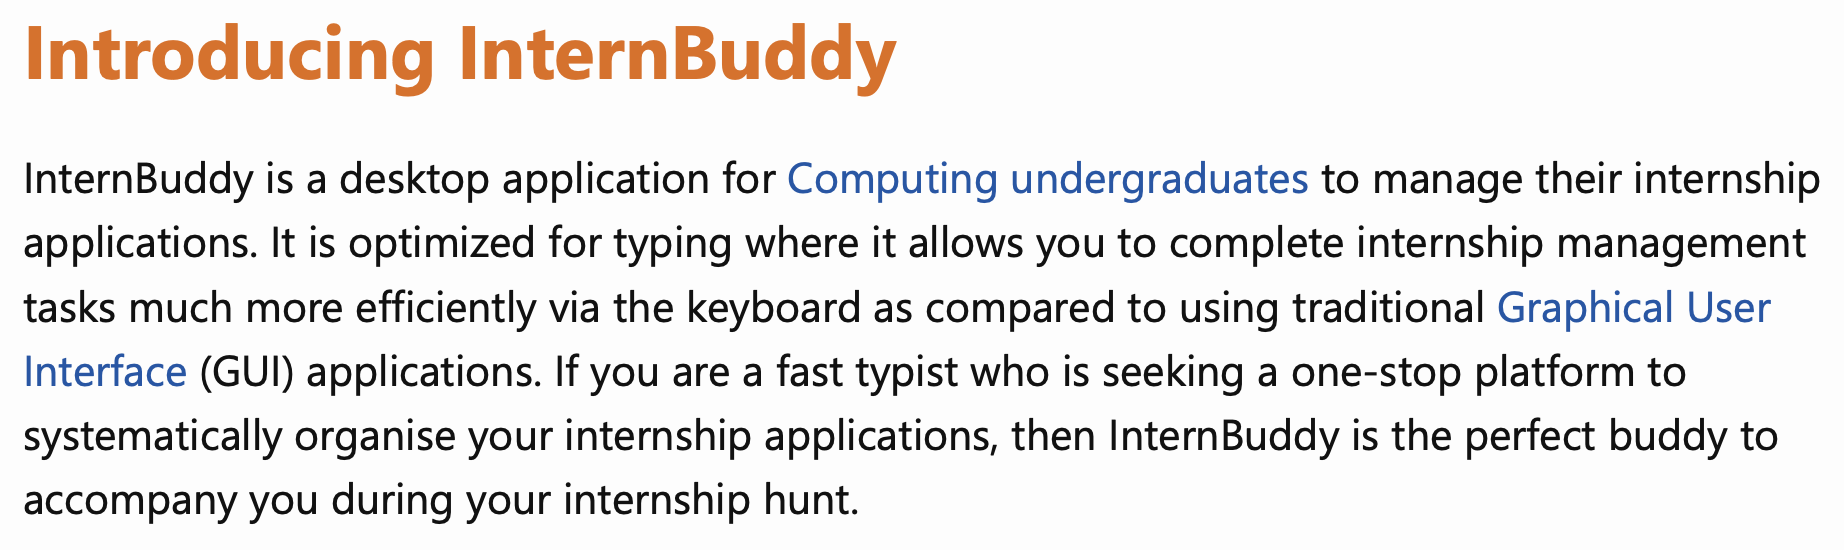 Introducing InternBuddy
InternBuddy is a desktop application for Computing undergraduates to manage their internship
applications. It is optimized for typing where it allows you to complete internship management
tasks much more efficiently via the keyboard as compared to using traditional Graphical User
Interface (GUI) applications. If you are a fast typist who is seeking a one-stop platform to
systematically organise your internship applications, then InternBuddy is the perfect buddy to
accompany you during your internship hunt.